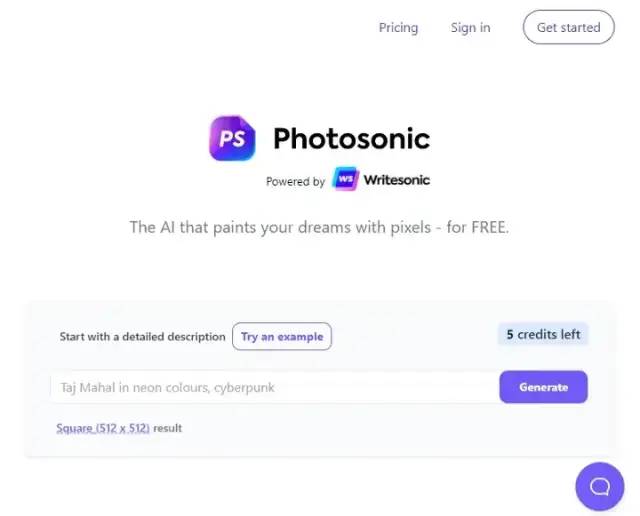 Pricing Sign in Get started
PS Photosonic
Powered by WS Writesonic
The AI that paints your dreams with pixels - for FREE.
Start with a detailed description Try an example 5 credits left
Taj Mahal in neon colours, cyberpunk Generate
Square (512 x 512) result